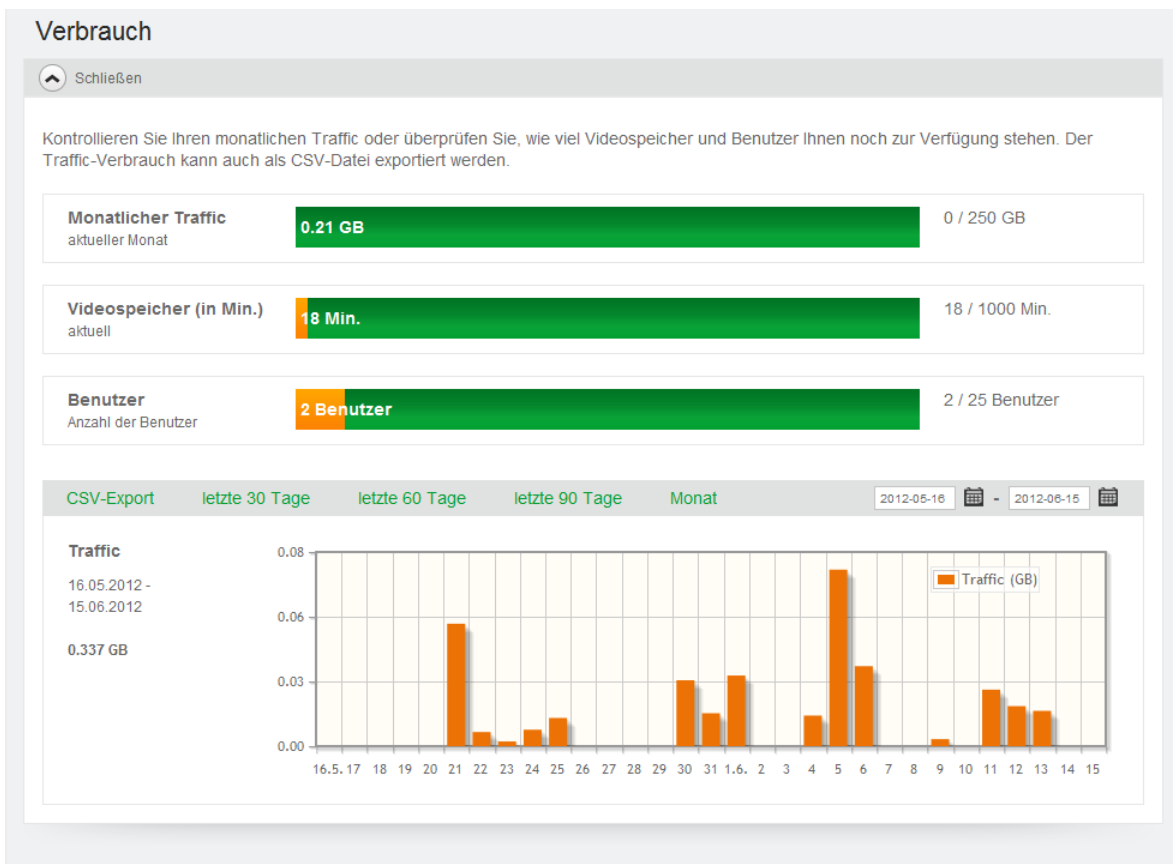 Verbrauch
Schließen
Kontrollieren Sie Ihren monatlichen Traffic oder überprüfen Sie, wie viel Videospeicher und Benutzer Ihnen noch zur Verfügung stehen. Der
Traffic-Verbrauch kann auch als CSV-Datei exportiert werden.
Monatlicher Traffic
aktueller Monat
0.21 GB
0 / 250 GB
Videospeicher (in Min.)
aktuell
18 Min.
18 / 1000 Min.
Benutzer
Anzahl der Benutzer
2 Benutzer
2 / 25 Benutzer
CSV-Export letzte 30 Tage letzte 60 Tage letzte 90 Tage Monat 2012-05-16 - 2012-06-15
Traffic
16.05.2012 -
15.06.2012
0.337 GB
0.08
0.06
0.03
0.00
Traffic (GB)
16.5. 17 18 19 20 21 22 23 24 25 26 27 28 29 30 31 1.6. 2 3 4 5 6 7 8 9 10 11 12 13 14 15